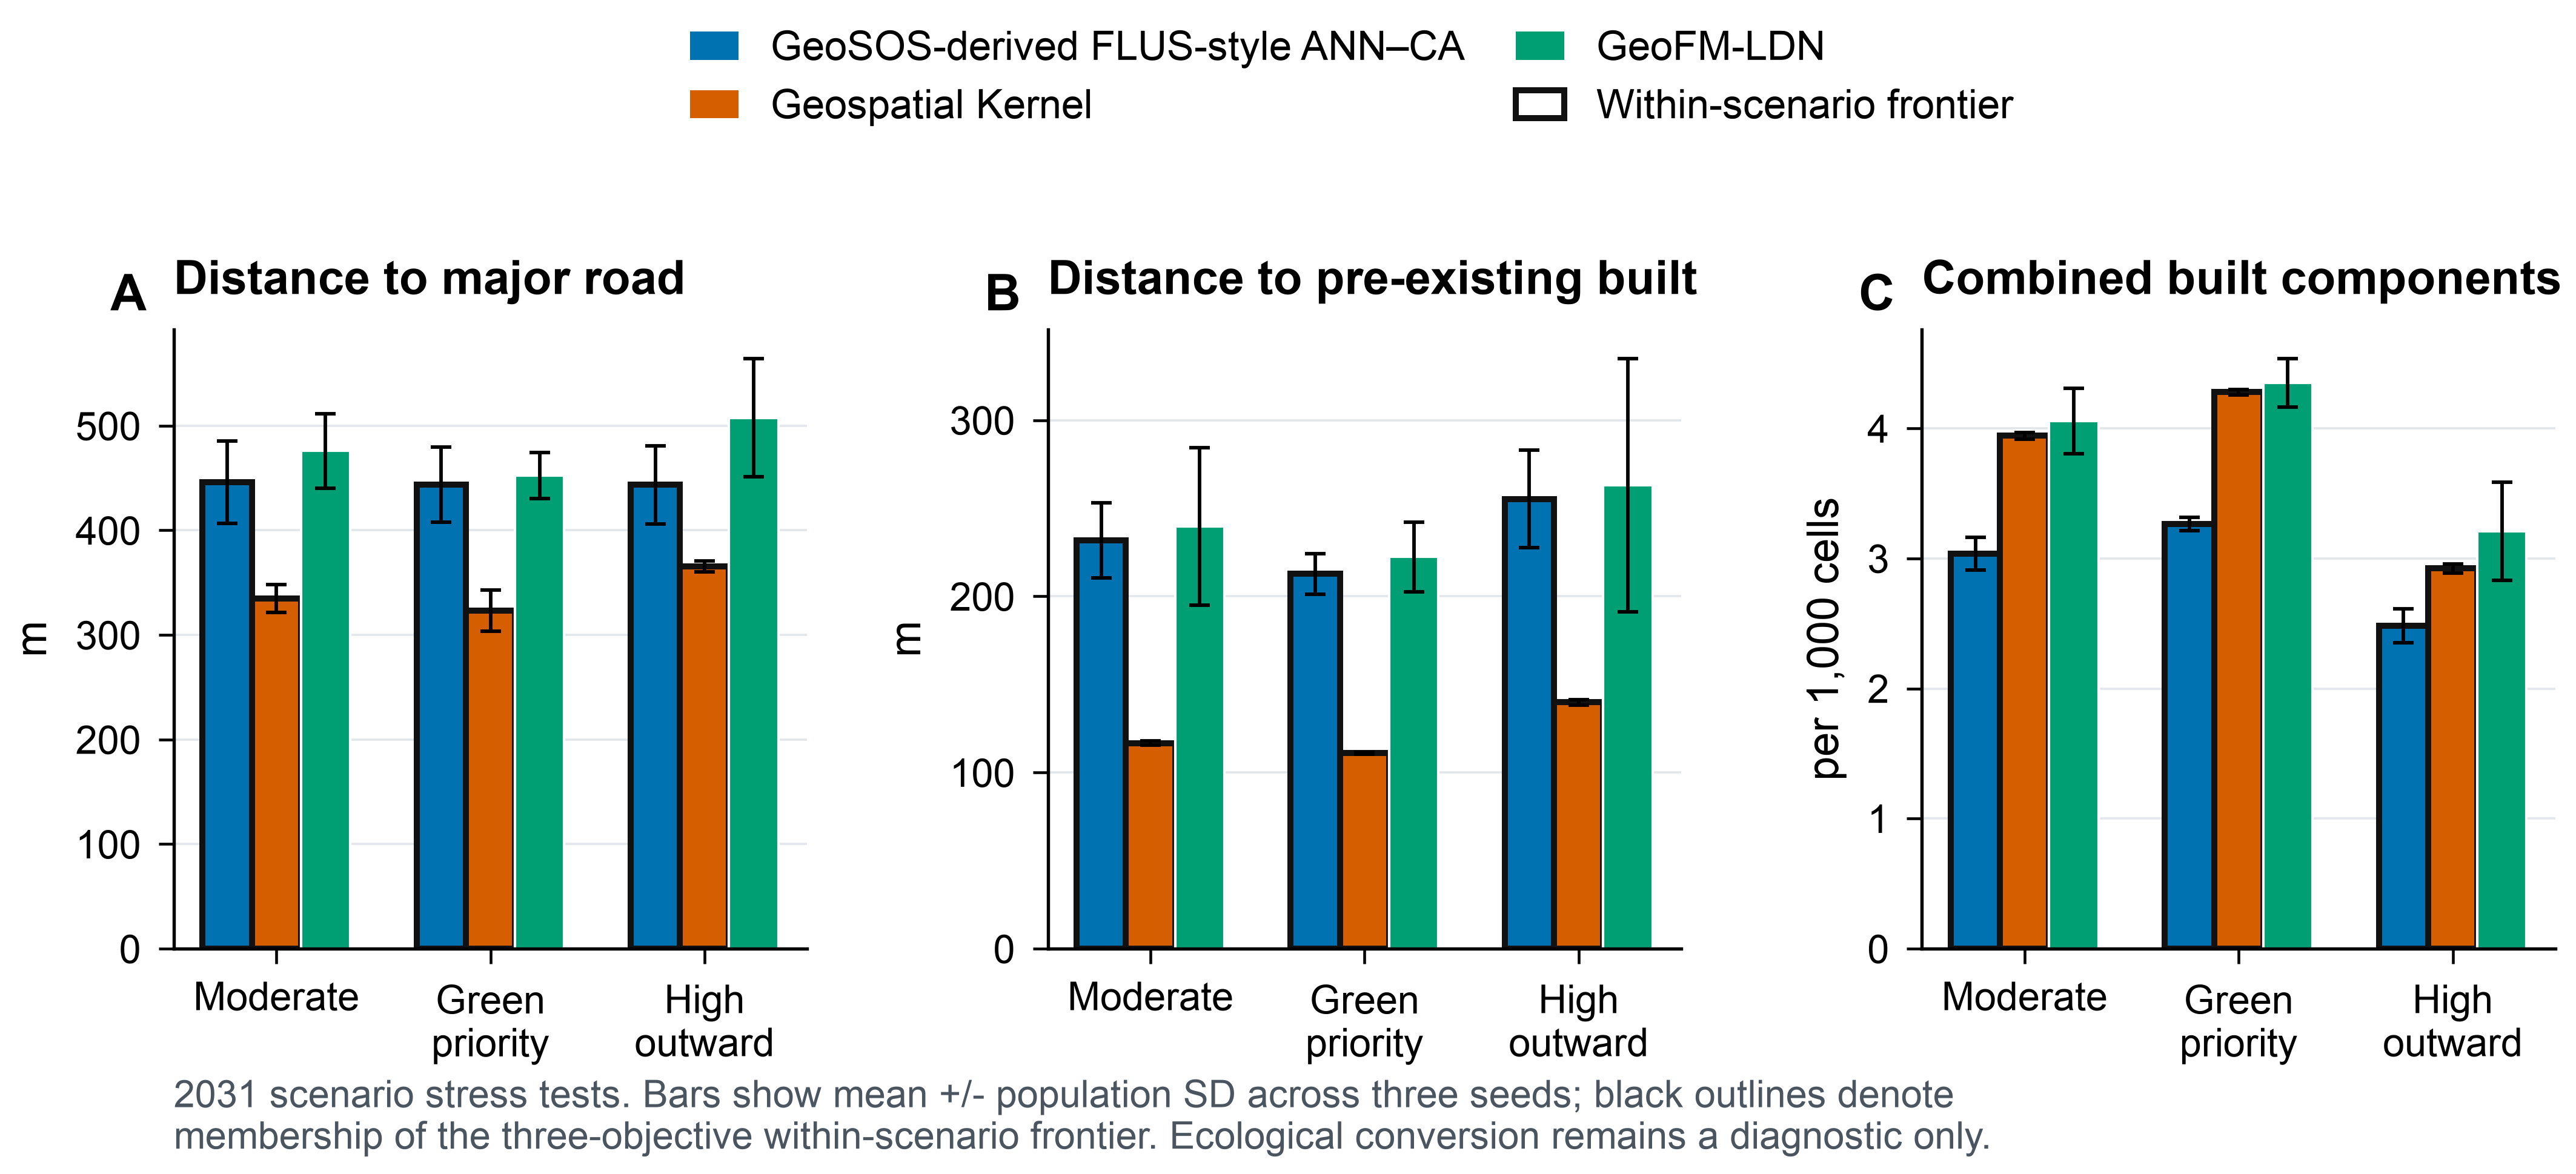 GeoSOS-derived FLUS-style ANN–CA
Geospatial Kernel
GeoFM-LDN
Within-scenario frontier
A Distance to major road
m
500
400
300
200
100
0
Moderate
Green
priority
High
outward
B Distance to pre-existing built
m
300
200
100
0
Moderate
Green
priority
High
outward
C Combined built components
per 1,000 cells
4
3
2
1
0
Moderate
Green
priority
High
outward
2031 scenario stress tests. Bars show mean +/- population SD across three seeds; black outlines denote
membership of the three-objective within-scenario frontier. Ecological conversion remains a diagnostic only.